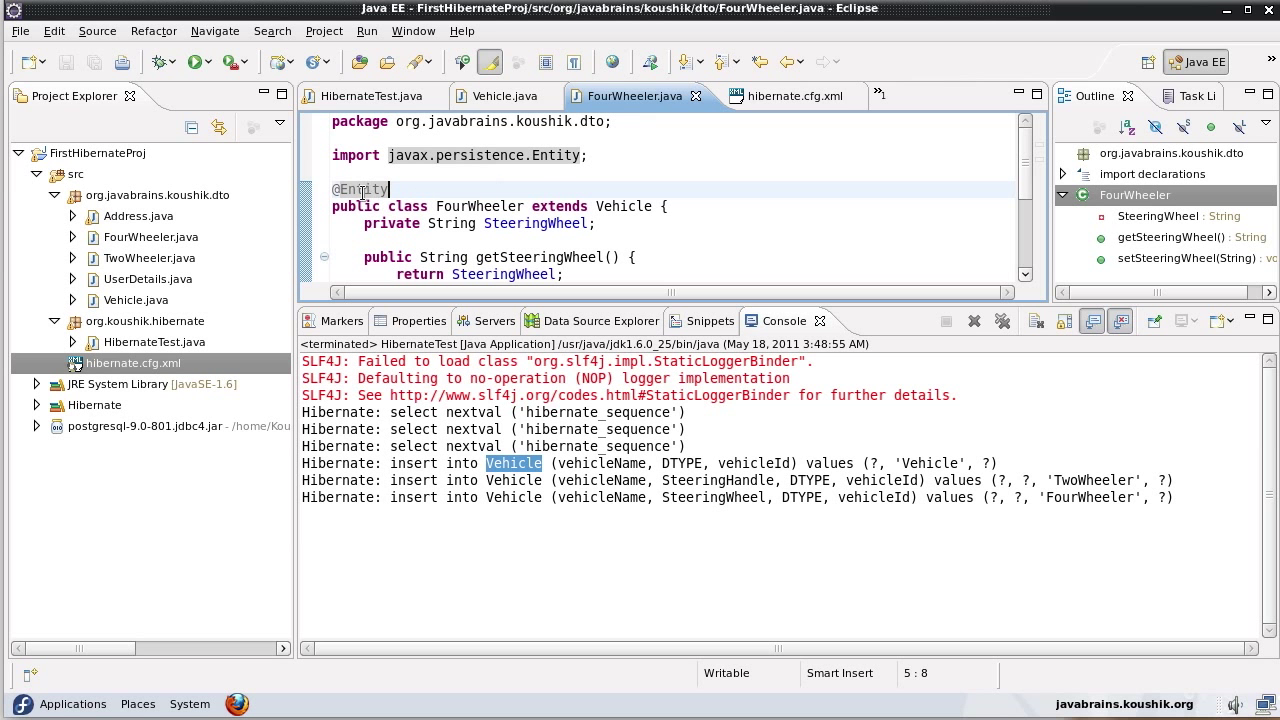 Java EE - FirstHibernateProj/src/org/javabrains/koushik/dto/FourWheeler.java - Eclipse
File Edit Source Refactor Navigate Search Project Run Window Help
Java EE
Project Explorer
FirstHibernateProj
src
org.javabrains.koushik.dto
Address.java
FourWheeler.java
TwoWheeler.java
UserDetails.java
Vehicle.java
org.koushik.hibernate
HibernateTest.java
hibernate.cfg.xml
JRE System Library [JavaSE-1.6]
Hibernate
postgresql-9.0-801.jdbc4.jar - /home/Kou
HibernateTest.java Vehicle.java FourWheeler.java hibernate.cfg.xml »1
package org.javabrains.koushik.dto;
import javax.persistence.Entity;
@Entity
public class FourWheeler extends Vehicle {
private String SteeringWheel;
public String getSteeringWheel() {
return SteeringWheel;
Outline Task Li
org.javabrains.koushik.dto
import declarations
FourWheeler
SteeringWheel : String
getSteeringWheel() : String
setSteeringWheel(String) : vo
Markers Properties Servers Data Source Explorer Snippets Console
<terminated> HibernateTest [Java Application] /usr/java/jdk1.6.0_25/bin/java (May 18, 2011 3:48:55 AM)
SLF4J: Failed to load class "org.slf4j.impl.StaticLoggerBinder".
SLF4J: Defaulting to no-operation (NOP) logger implementation
SLF4J: See http://www.slf4j.org/codes.html#StaticLoggerBinder for further details.
Hibernate: select nextval ('hibernate_sequence')
Hibernate: select nextval ('hibernate_sequence')
Hibernate: select nextval ('hibernate_sequence')
Hibernate: insert into Vehicle (vehicleName, DTYPE, vehicleId) values (?, 'Vehicle', ?)
Hibernate: insert into Vehicle (vehicleName, SteeringHandle, DTYPE, vehicleId) values (?, ?, 'TwoWheeler', ?)
Hibernate: insert into Vehicle (vehicleName, SteeringWheel, DTYPE, vehicleId) values (?, ?, 'FourWheeler', ?)
Writable Smart Insert 5 : 8
Applications Places System javabrains.koushik.org